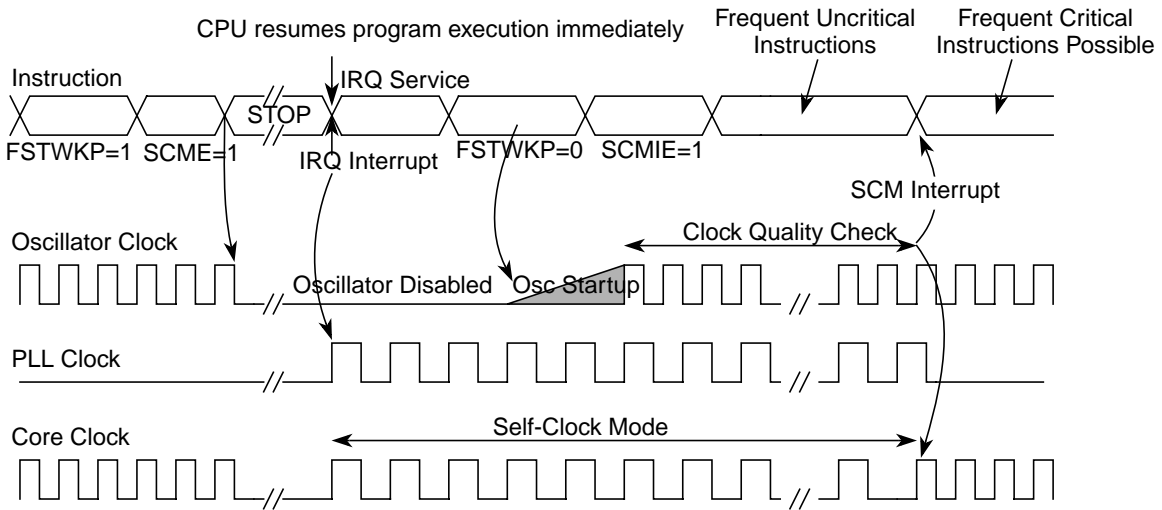 CPU resumes program execution immediately
Frequent Uncritical
Instructions
Frequent Critical
Instructions Possible
Instruction
IRQ Service
STOP
FSTWKP=1
SCME=1
IRQ Interrupt
FSTWKP=0
SCMIE=1
SCM Interrupt
Oscillator Clock
Clock Quality Check
Oscillator Disabled
Osc Startup
PLL Clock
Core Clock
Self-Clock Mode